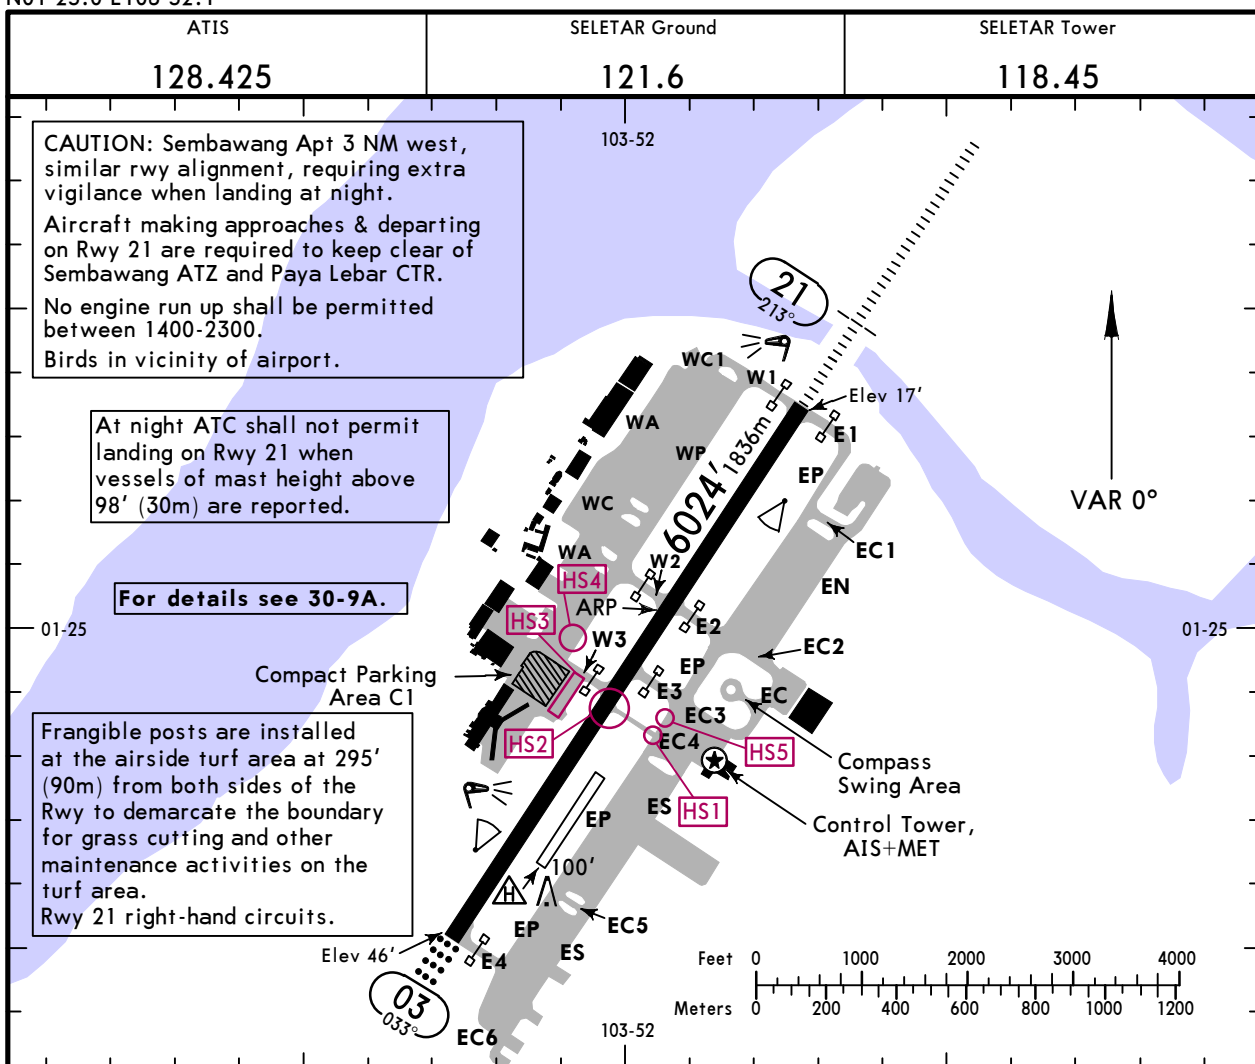 ATIS
128.425
SELETAR Ground
121.6
SELETAR Tower
118.45
103-52
CAUTION: Sembawang Apt 3 NM west,
similar rwy alignment, requiring extra
vigilance when landing at night.
Aircraft making approaches & departing
on Rwy 21 are required to keep clear of
Sembawang ATZ and Paya Lebar CTR.
No engine run up shall be permitted
between 1400-2300.
Birds in vicinity of airport.
At night ATC shall not permit
landing on Rwy 21 when
vessels of mast height above
98' (30m) are reported.
For details see 30-9A.
01-25
01-25
Compact Parking
Area C1
Frangible posts are installed
at the airside turf area at 295'
(90m) from both sides of the
Rwy to demarcate the boundary
for grass cutting and other
maintenance activities on the
turf area.
Rwy 21 right-hand circuits.
21
213°
WC1
W1
Elev 17'
WA
E1
WP
6024' 1836m
EP
WC
VAR 0°
EC1
WA
W2
EN
HS4
ARP
HS3
W3
E2
EC2
EP
E3
EC
EC3
HS2
EC4
HS5
Compass
Swing Area
ES
HS1
EP
Control Tower,
AIS+MET
100'
H
EP
EC5
ES
Elev 46'
E4
03
033°
EC6
103-52
Feet 0 1000 2000 3000 4000
Meters 0 200 400 600 800 1000 1200